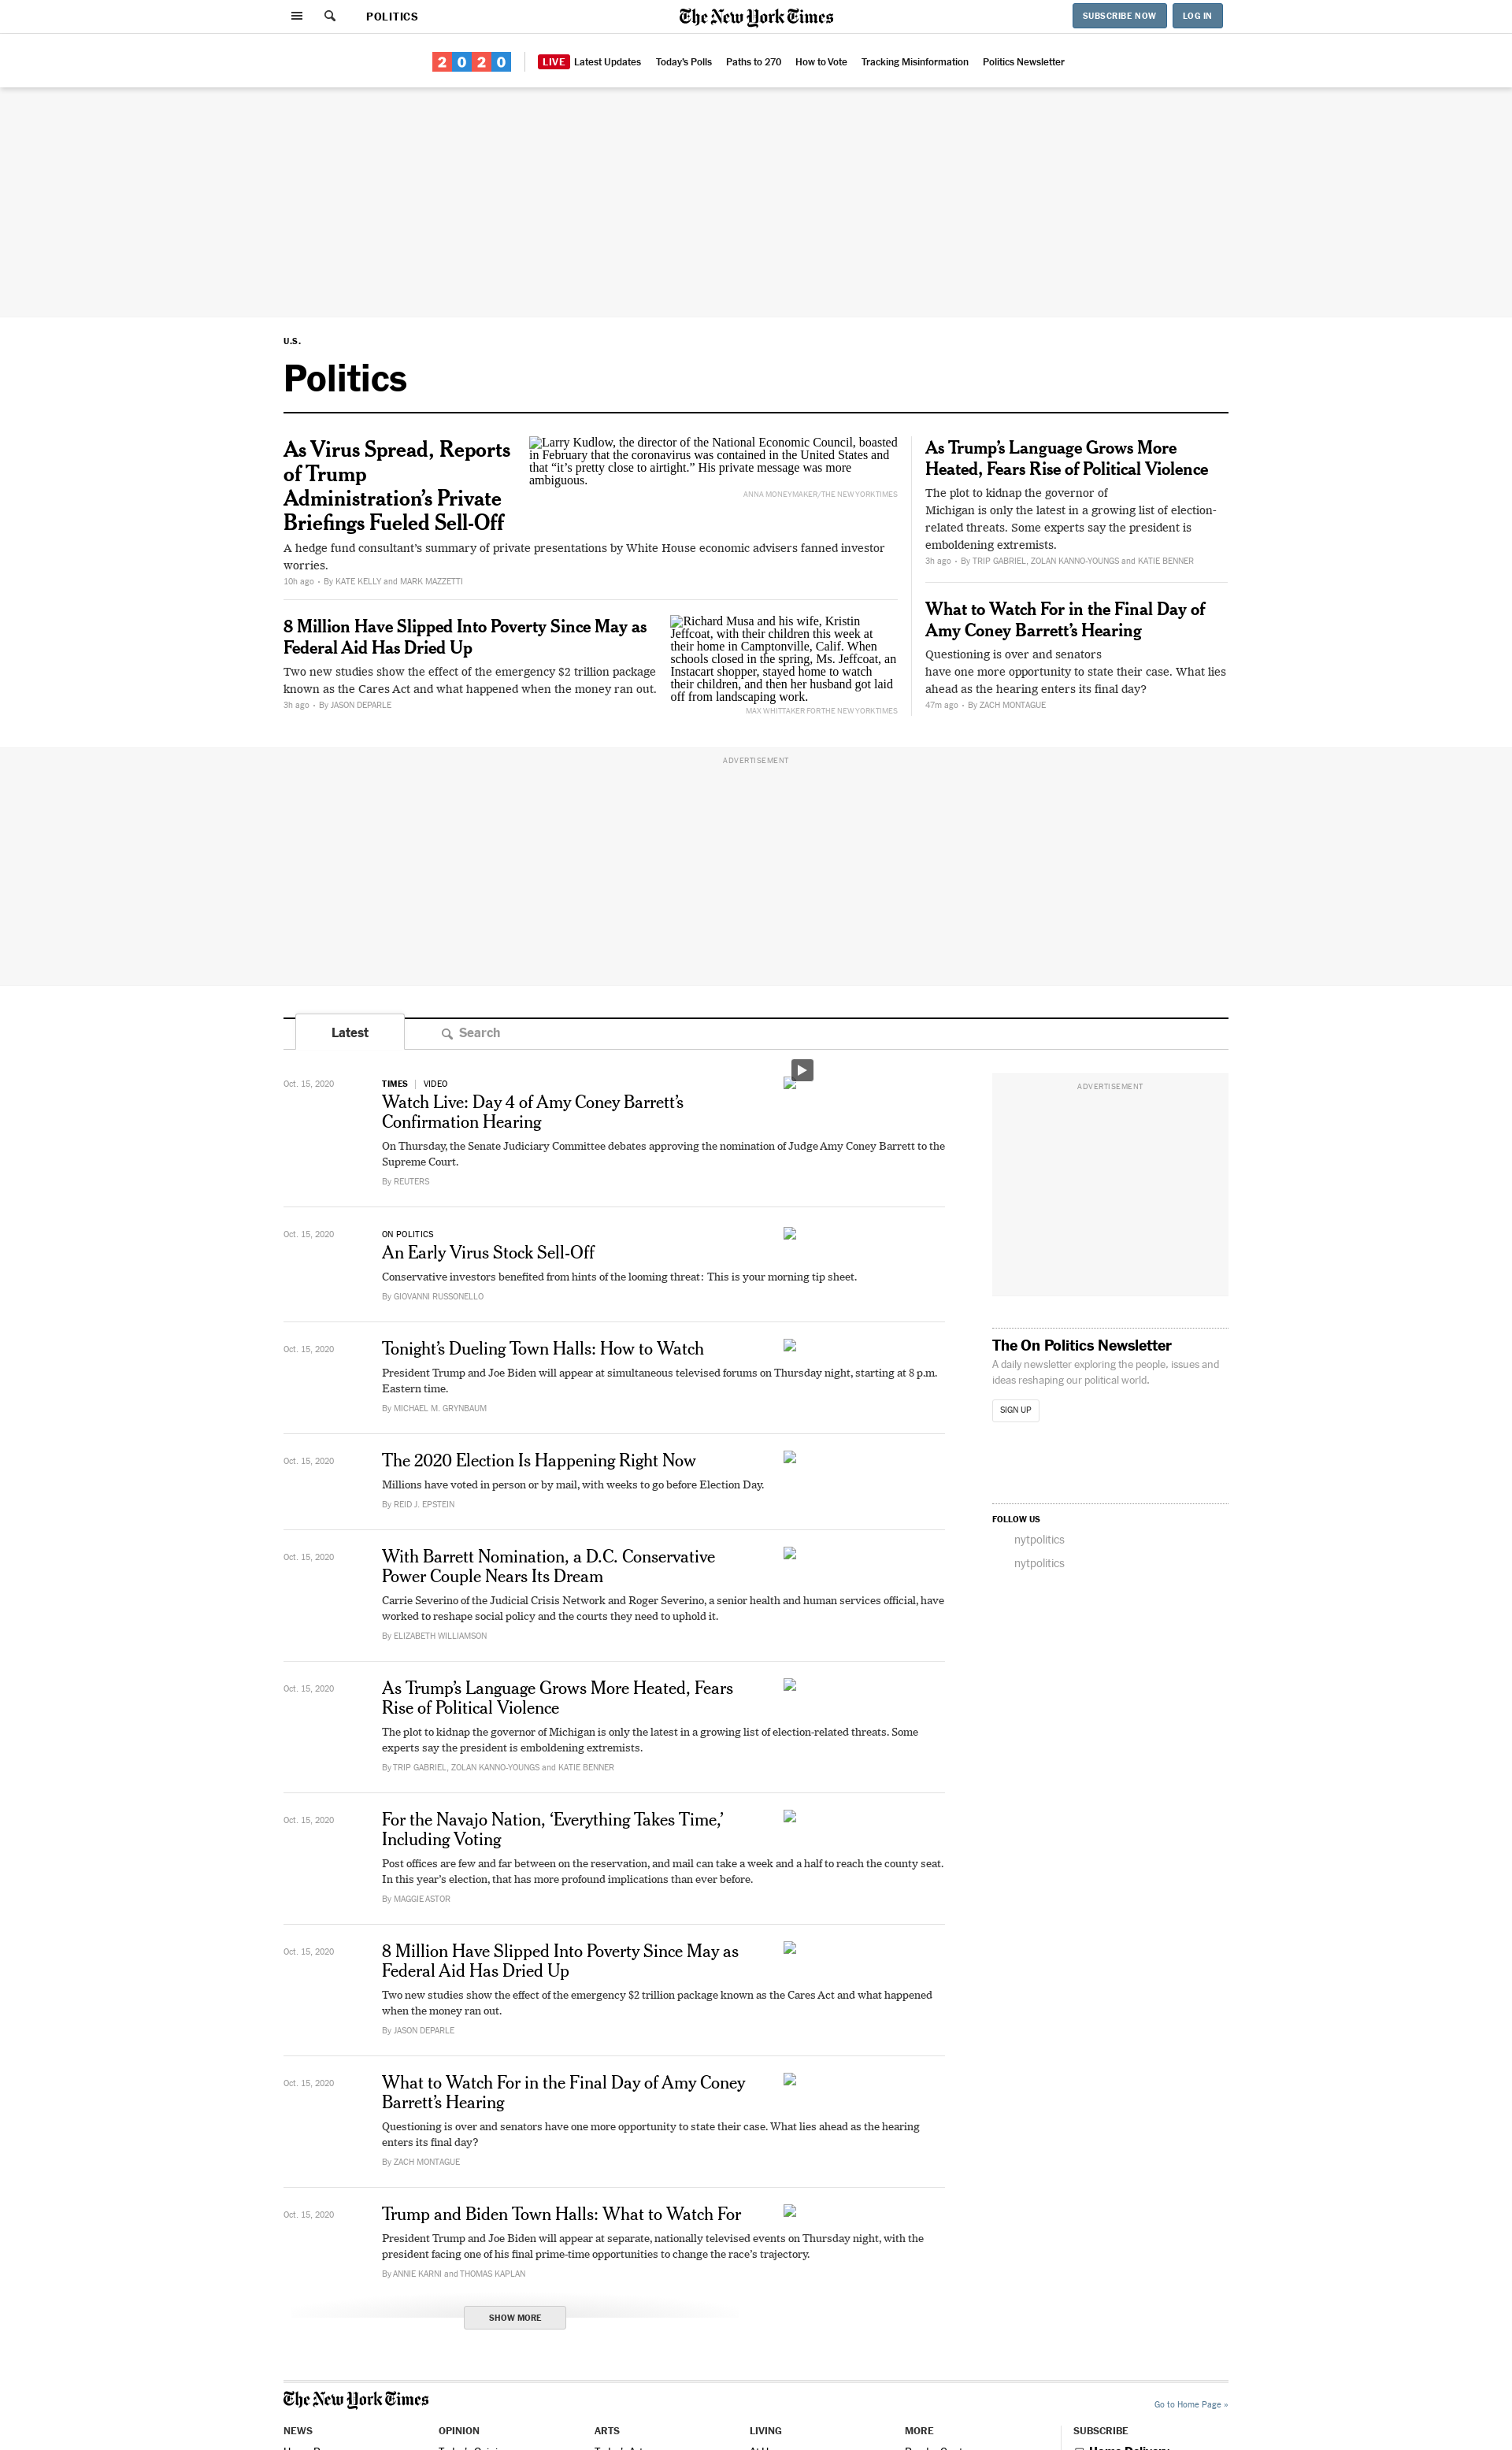 POLITICS
The New York Times
SUBSCRIBE NOW
LOG IN
2020
LIVE Latest Updates
Today's Polls
Paths to 270
How to Vote
Tracking Misinformation
Politics Newsletter
U.S.
Politics
As Virus Spread, Reports
of Trump
Administration's Private
Briefings Fueled Sell-Off
Larry Kudlow, the director of the National Economic Council, boasted
in February that the coronavirus was contained in the United States and
that “it's pretty close to airtight.” His private message was more
ambiguous.
ANNA MONEYMAKER/THE NEW YORK TIMES
A hedge fund consultant's summary of private presentations by White House economic advisers fanned investor
worries.
10h ago • By KATE KELLY and MARK MAZZETTI
8 Million Have Slipped Into Poverty Since May as
Federal Aid Has Dried Up
Two new studies show the effect of the emergency $2 trillion package
known as the Cares Act and what happened when the money ran out.
3h ago • By JASON DEPARLE
Richard Musa and his wife, Kristin
Jeffcoat, with their children this week at
their home in Camptonville, Calif. When
schools closed in the spring, Ms. Jeffcoat, an
Instacart shopper, stayed home to watch
their children, and then her husband got laid
off from landscaping work.
MAX WHITTAKER FOR THE NEW YORK TIMES
As Trump's Language Grows More
Heated, Fears Rise of Political Violence
The plot to kidnap the governor of
Michigan is only the latest in a growing list of election-
related threats. Some experts say the president is
emboldening extremists.
3h ago • By TRIP GABRIEL, ZOLAN KANNO-YOUNGS and KATIE BENNER
What to Watch For in the Final Day of
Amy Coney Barrett's Hearing
Questioning is over and senators
have one more opportunity to state their case. What lies
ahead as the hearing enters its final day?
47m ago • By ZACH MONTAGUE
ADVERTISEMENT
Latest
Search
Oct. 15, 2020
TIMES | VIDEO
Watch Live: Day 4 of Amy Coney Barrett's
Confirmation Hearing
On Thursday, the Senate Judiciary Committee debates approving the nomination of Judge Amy Coney Barrett to the
Supreme Court.
By REUTERS
Oct. 15, 2020
ON POLITICS
An Early Virus Stock Sell-Off
Conservative investors benefited from hints of the looming threat: This is your morning tip sheet.
By GIOVANNI RUSSONELLO
Oct. 15, 2020
Tonight's Dueling Town Halls: How to Watch
President Trump and Joe Biden will appear at simultaneous televised forums on Thursday night, starting at 8 p.m.
Eastern time.
By MICHAEL M. GRYNBAUM
Oct. 15, 2020
The 2020 Election Is Happening Right Now
Millions have voted in person or by mail, with weeks to go before Election Day.
By REID J. EPSTEIN
Oct. 15, 2020
With Barrett Nomination, a D.C. Conservative
Power Couple Nears Its Dream
Carrie Severino of the Judicial Crisis Network and Roger Severino, a senior health and human services official, have
worked to reshape social policy and the courts they need to uphold it.
By ELIZABETH WILLIAMSON
Oct. 15, 2020
As Trump's Language Grows More Heated, Fears
Rise of Political Violence
The plot to kidnap the governor of Michigan is only the latest in a growing list of election-related threats. Some
experts say the president is emboldening extremists.
By TRIP GABRIEL, ZOLAN KANNO-YOUNGS and KATIE BENNER
Oct. 15, 2020
For the Navajo Nation, ‘Everything Takes Time,’
Including Voting
Post offices are few and far between on the reservation, and mail can take a week and a half to reach the county seat.
In this year's election, that has more profound implications than ever before.
By MAGGIE ASTOR
Oct. 15, 2020
8 Million Have Slipped Into Poverty Since May as
Federal Aid Has Dried Up
Two new studies show the effect of the emergency $2 trillion package known as the Cares Act and what happened
when the money ran out.
By JASON DEPARLE
Oct. 15, 2020
What to Watch For in the Final Day of Amy Coney
Barrett's Hearing
Questioning is over and senators have one more opportunity to state their case. What lies ahead as the hearing
enters its final day?
By ZACH MONTAGUE
Oct. 15, 2020
Trump and Biden Town Halls: What to Watch For
President Trump and Joe Biden will appear at separate, nationally televised events on Thursday night, with the
president facing one of his final prime-time opportunities to change the race's trajectory.
By ANNIE KARNI and THOMAS KAPLAN
SHOW MORE
ADVERTISEMENT
The On Politics Newsletter
A daily newsletter exploring the people, issues and
ideas reshaping our political world.
SIGN UP
FOLLOW US
nytpolitics
nytpolitics
The New York Times
Go to Home Page »
NEWS
OPINION
ARTS
LIVING
MORE
SUBSCRIBE